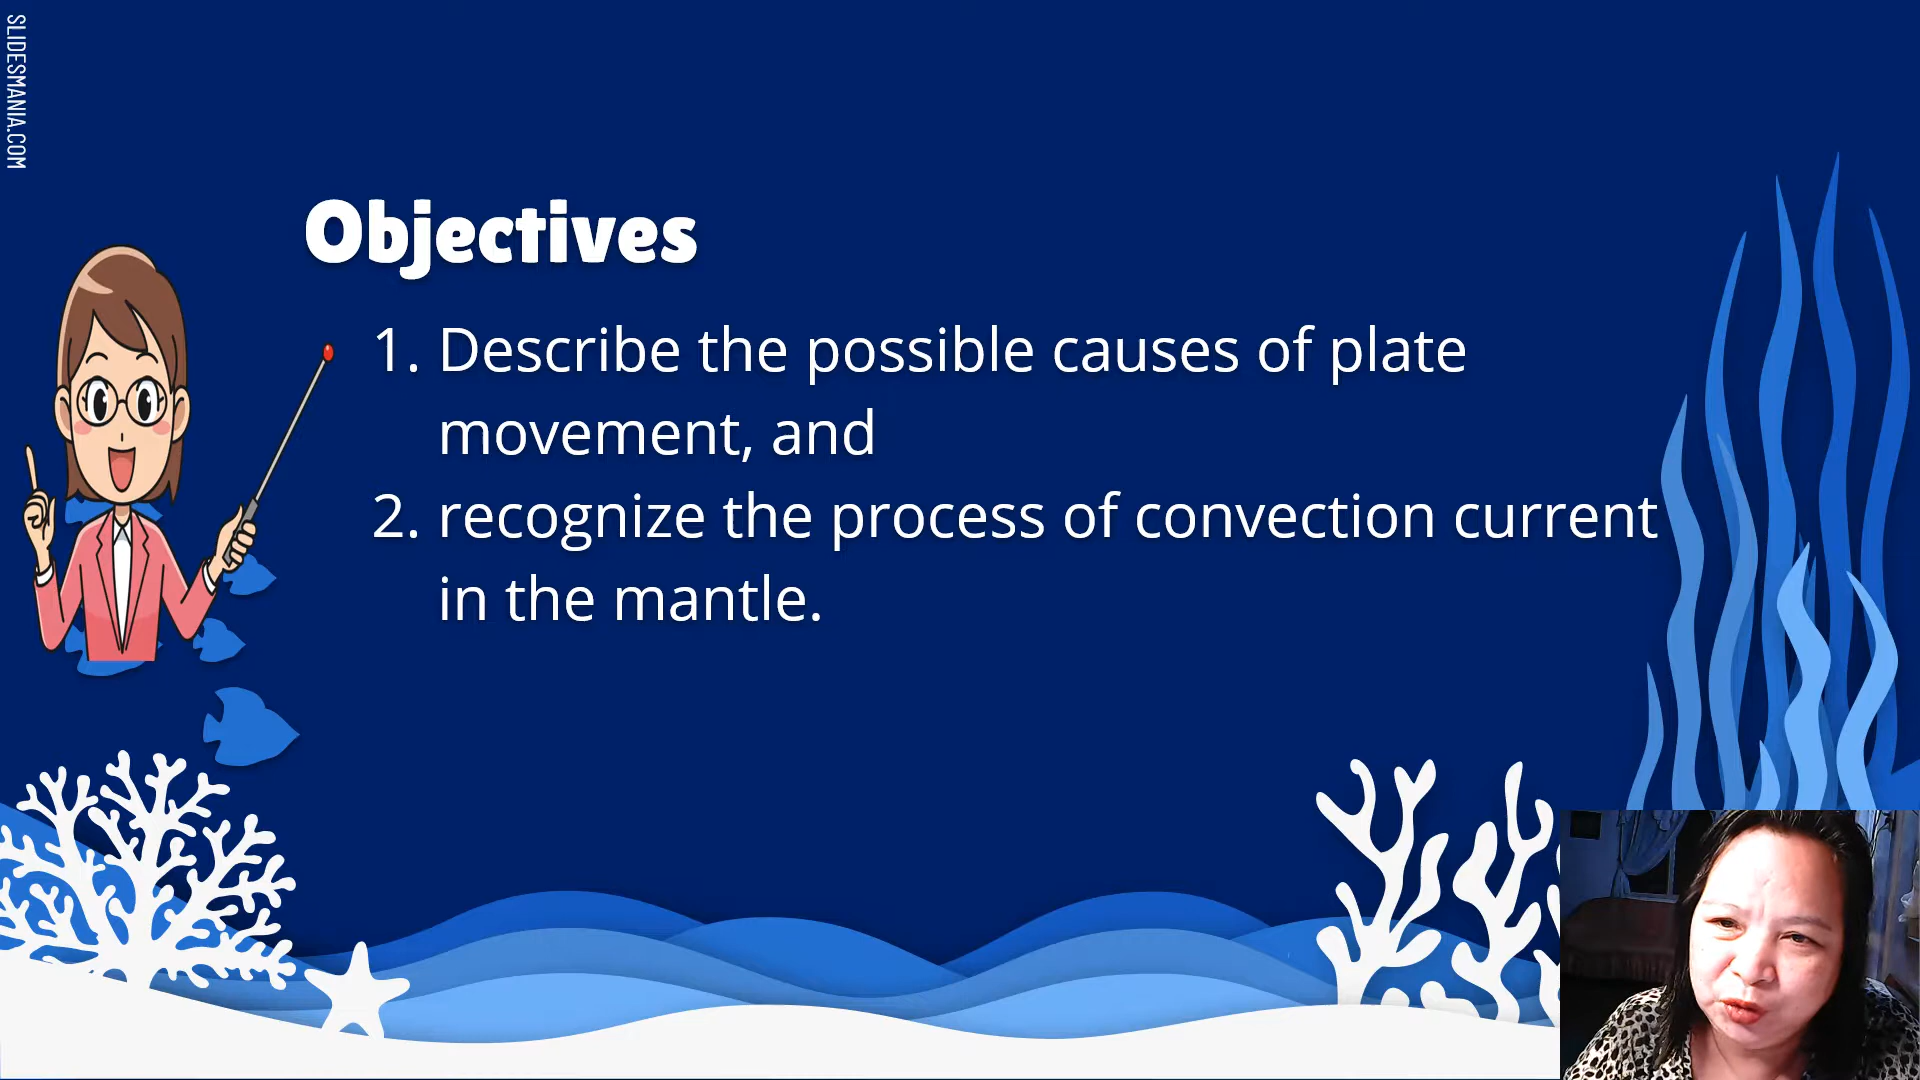 SLIDESMANIA.COM
Objectives
1. Describe the possible causes of plate
movement, and
2. recognize the process of convection current
in the mantle.